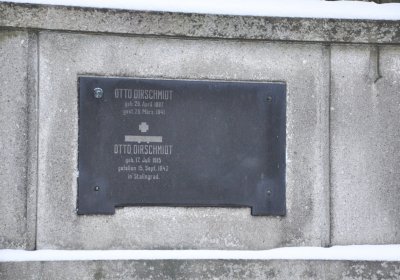 OTTO DIRSCHMIDT
geb. 29. April 1887
gest. 25. März 1941
OTTO DIRSCHMIDT
geb. 17. Juli 1915
gefallen 15. Sept. 1942
in Stalingrad.